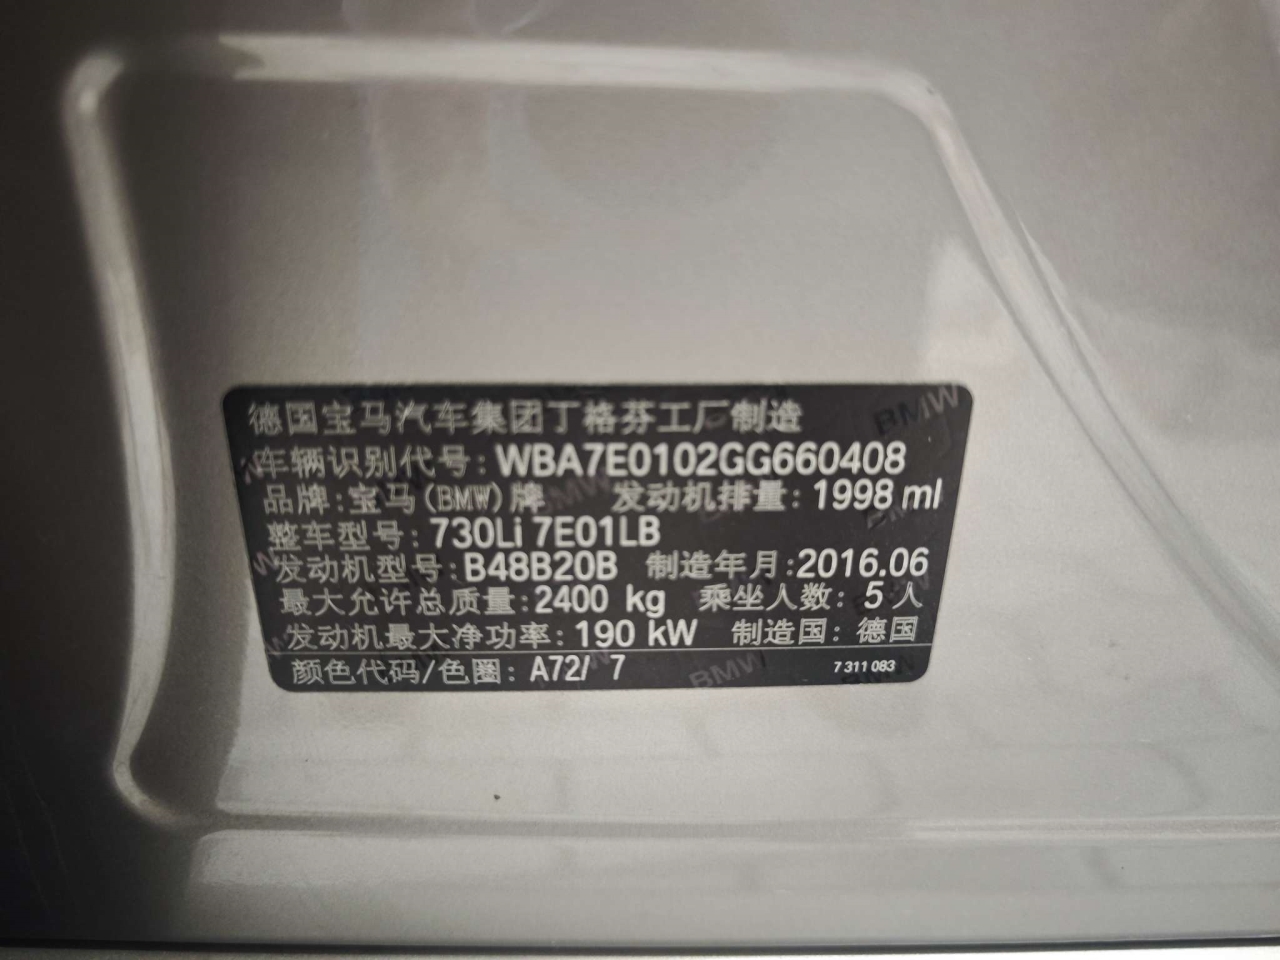 德国宝马汽车集团丁格芬工厂制造
车辆识别代号: WBA7E0102GG660408
品牌: 宝马(BMW)牌 发动机排量: 1998 ml
整车型号: 730Li 7E01LB
发动机型号: B48B20B 制造年月: 2016.06
最大允许总质量: 2400 kg 乘坐人数: 5人
发动机最大净功率: 190 kW 制造国: 德国
颜色代码/色圈: A72/ 7 7 311 083
BMW
BMW